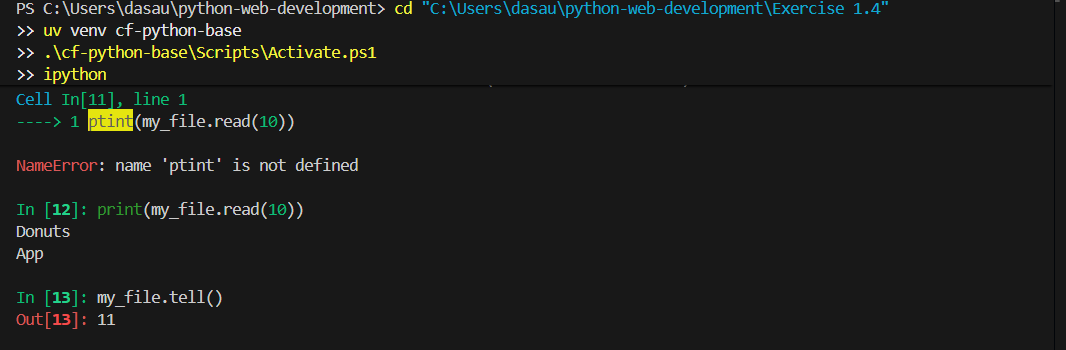 PS C:\Users\dasau\python-web-development> cd "C:\Users\dasau\python-web-development\Exercise 1.4"
>> uv venv cf-python-base
>> .\cf-python-base\Scripts\Activate.ps1
>> ipython
Cell In[11], line 1
----> 1 ptint(my_file.read(10))
NameError: name 'ptint' is not defined
In [12]: print(my_file.read(10))
Donuts
App
In [13]: my_file.tell()
Out[13]: 11